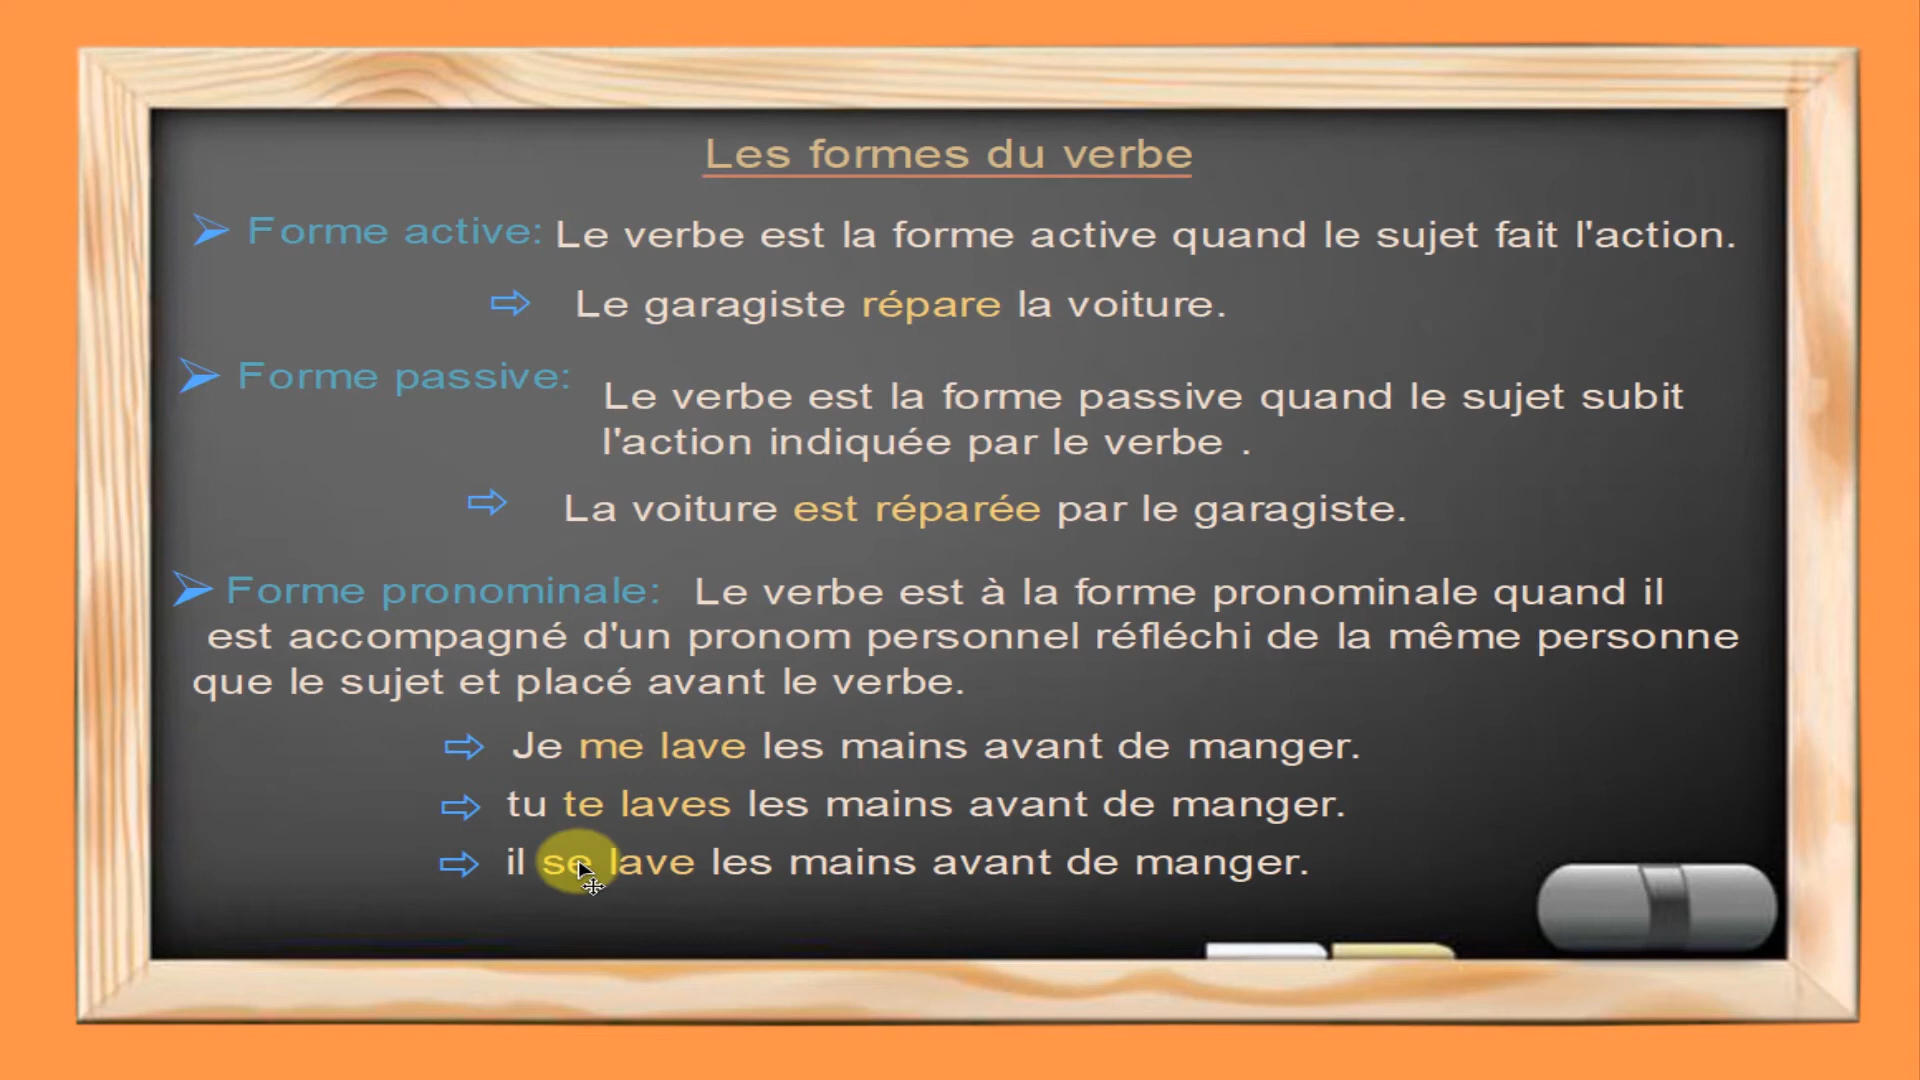 Les formes du verbe
Forme active: Le verbe est la forme active quand le sujet fait l'action.
Le garagiste répare la voiture.
Forme passive: Le verbe est la forme passive quand le sujet subit
l'action indiquée par le verbe .
La voiture est réparée par le garagiste.
Forme pronominale: Le verbe est à la forme pronominale quand il
est accompagné d'un pronom personnel réfléchi de la même personne
que le sujet et placé avant le verbe.
Je me lave les mains avant de manger.
tu te laves les mains avant de manger.
il se lave les mains avant de manger.